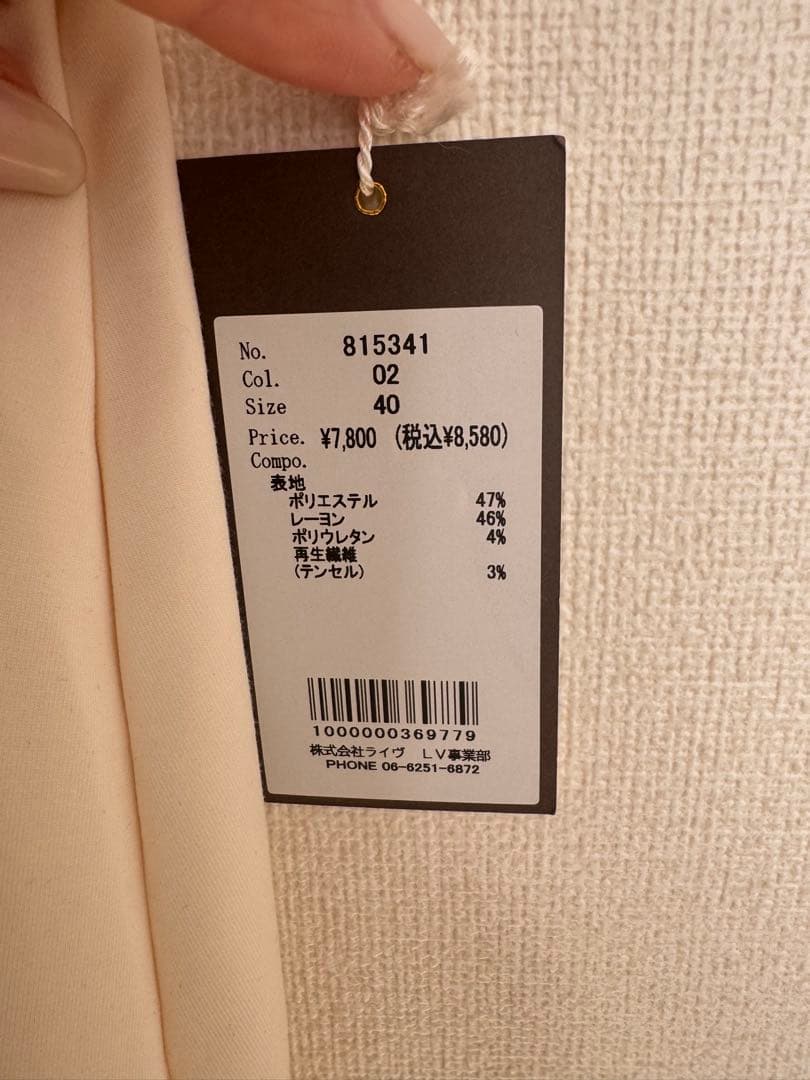 No. 815341
Col. 02
Size 40
Price. ¥7,800 (税込¥8,580)
Compo.
表地
ポリエステル 47%
レーヨン 46%
ポリウレタン 4%
再生繊維
(テンセル) 3%
1000000369779
株式会社ライヴ LV事業部
PHONE 06-6251-6872